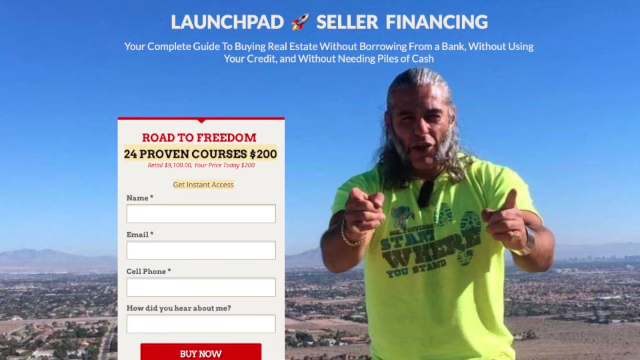 LAUNCHPAD 🚀 SELLER FINANCING
Your Complete Guide To Buying Real Estate Without Borrowing From a Bank, Without Using
Your Credit, and Without Needing Piles of Cash
ROAD TO FREEDOM
24 PROVEN COURSES $200
Retail $9,100.00, Your Price Today $200
Get Instant Access
Name *
Email *
Cell Phone *
How did you hear about me?
BUY NOW
START
WHERE
YOU STAND